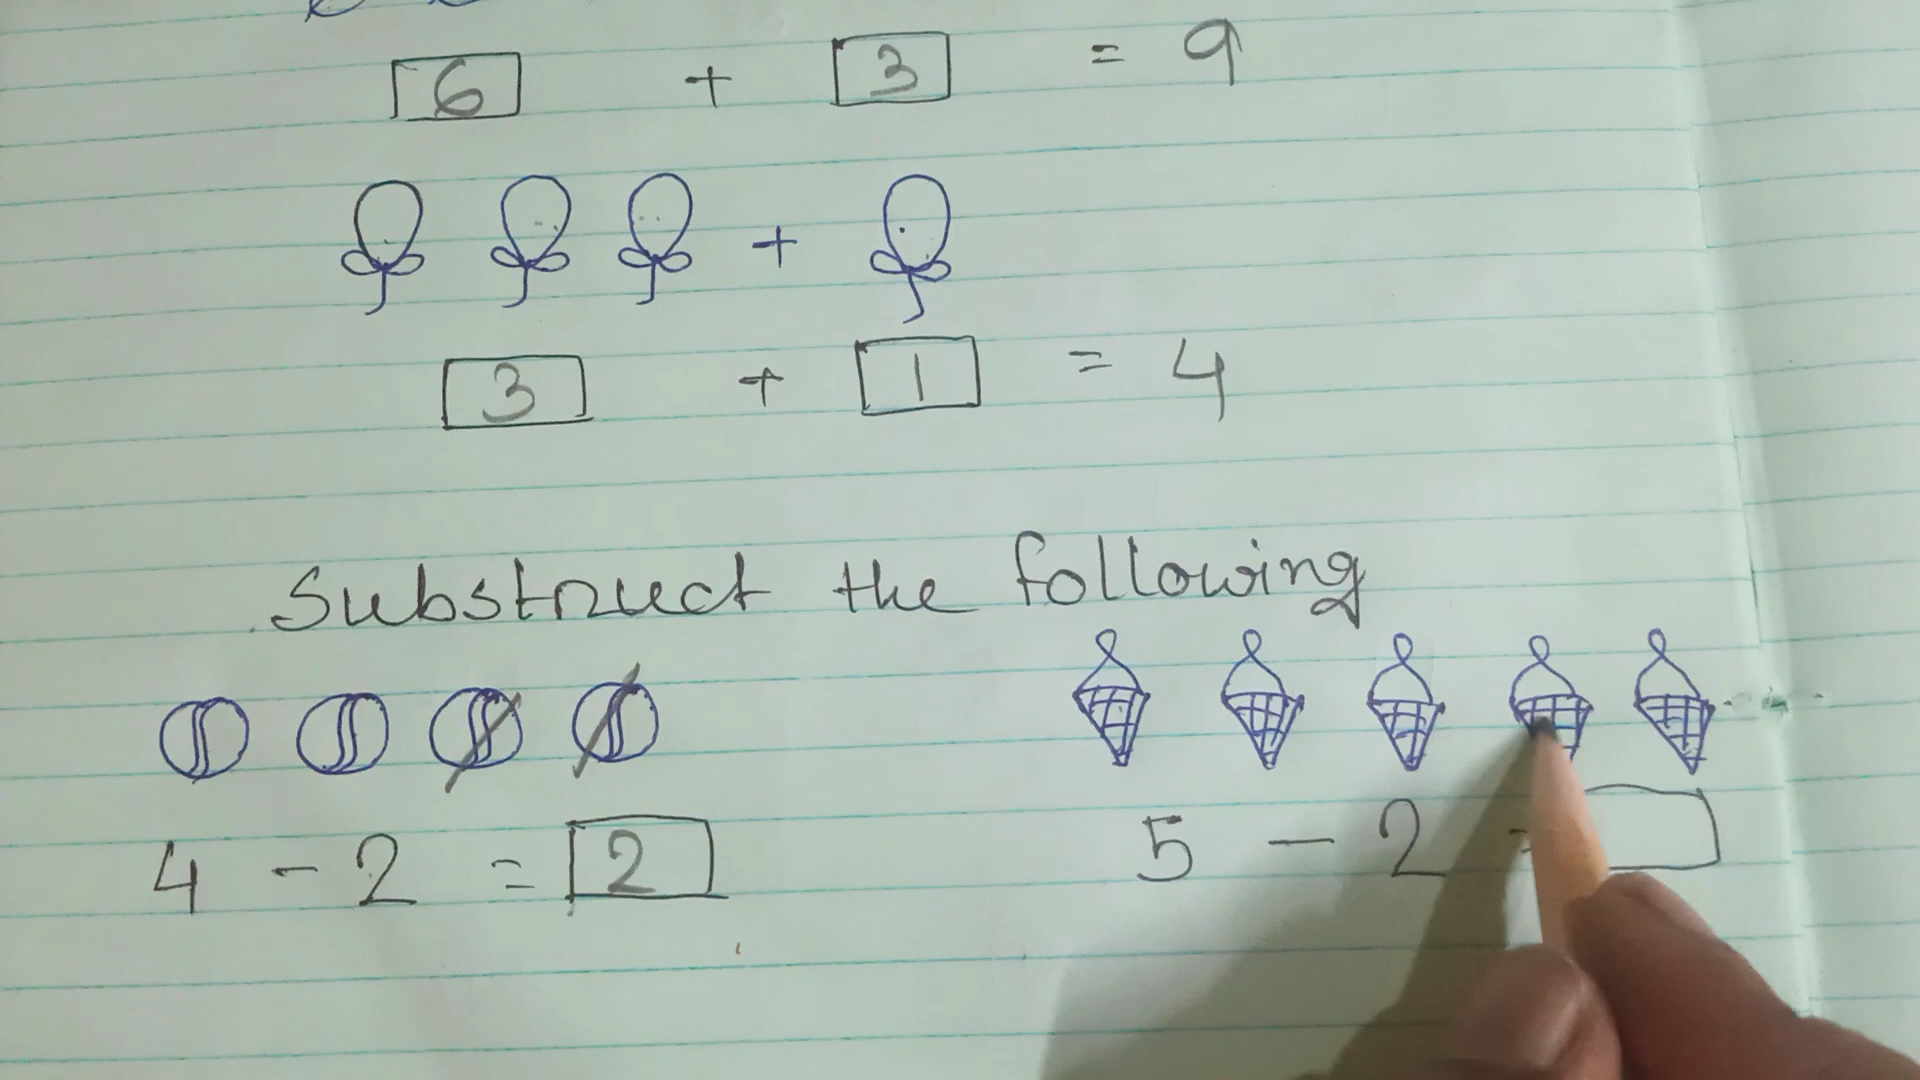 6 + 3 = 9
+
3 + 1 = 4
Substruct the following
4 - 2 = 2
5 - 2 =